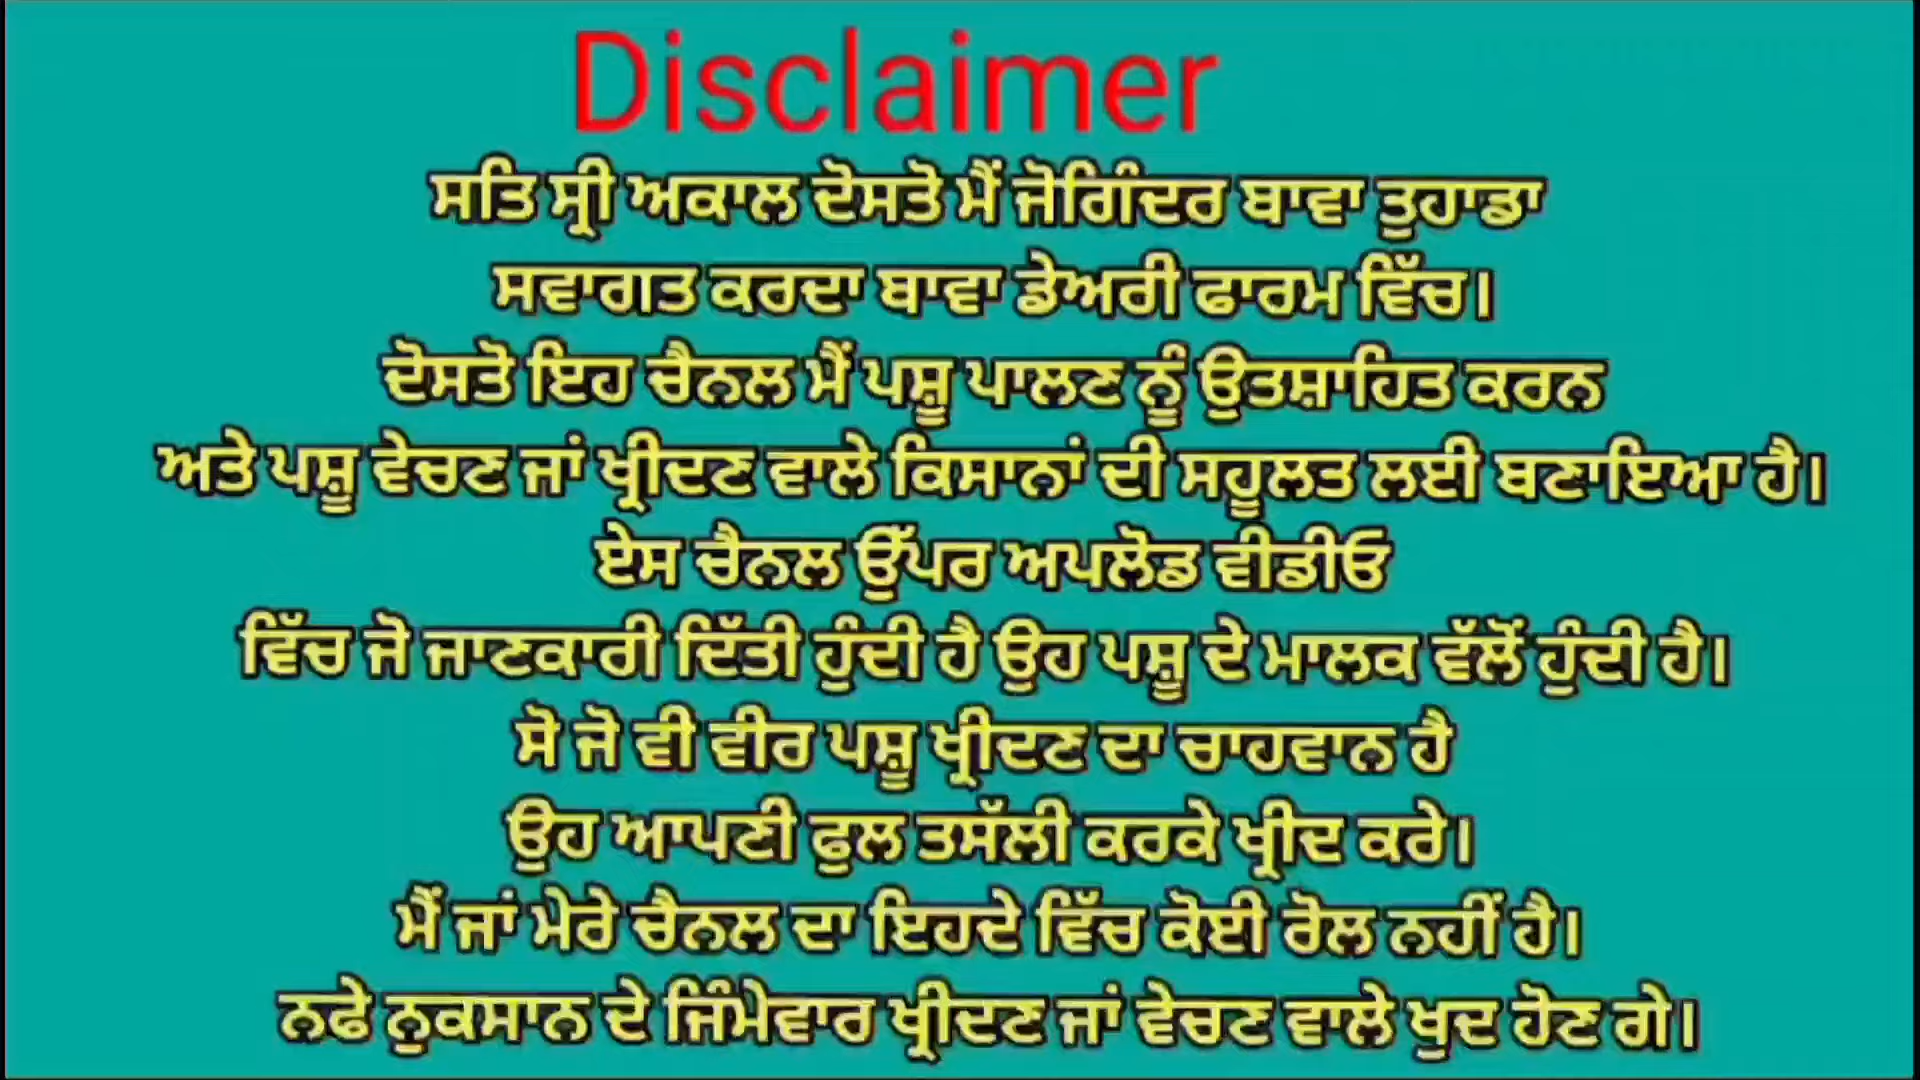 Disclaimer
ਸਤਿ ਸ੍ਰੀ ਅਕਾਲ ਦੋਸਤੋ ਮੈਂ ਜੋਗਿੰਦਰ ਬਾਵਾ ਤੁਹਾਡਾ
ਸਵਾਗਤ ਕਰਦਾ ਬਾਵਾ ਡੇਅਰੀ ਫਾਰਮ ਵਿੱਚ।
ਦੋਸਤੋ ਇਹ ਚੈਨਲ ਮੈਂ ਪਸ਼ੂ ਪਾਲਣ ਨੂੰ ਉਤਸ਼ਾਹਿਤ ਕਰਨ
ਅਤੇ ਪਸ਼ੂ ਵੇਚਣ ਜਾਂ ਖ੍ਰੀਦਣ ਵਾਲੇ ਕਿਸਾਨਾਂ ਦੀ ਸਹੂਲਤ ਲਈ ਬਣਾਇਆ ਹੈ।
ਏਸ ਚੈਨਲ ਉੱਪਰ ਅਪਲੋਡ ਵੀਡੀਓ
ਵਿੱਚ ਜੋ ਜਾਣਕਾਰੀ ਦਿੱਤੀ ਹੁੰਦੀ ਹੈ ਉਹ ਪਸ਼ੂ ਦੇ ਮਾਲਕ ਵੱਲੋਂ ਹੁੰਦੀ ਹੈ।
ਸੋ ਜੋ ਵੀ ਵੀਰ ਪਸ਼ੂ ਖ੍ਰੀਦਣ ਦਾ ਚਾਹਵਾਨ ਹੈ
ਉਹ ਆਪਣੀ ਫੁਲ ਤਸੱਲੀ ਕਰਕੇ ਖ੍ਰੀਦ ਕਰੇ।
ਮੈਂ ਜਾਂ ਮੇਰੇ ਚੈਨਲ ਦਾ ਇਹਦੇ ਵਿੱਚ ਕੋਈ ਰੋਲ ਨਹੀਂ ਹੈ।
ਨਫੇ ਨੁਕਸਾਨ ਦੇ ਜਿੰਮੇਵਾਰ ਖ੍ਰੀਦਣ ਜਾਂ ਵੇਚਣ ਵਾਲੇ ਖੁਦ ਹੋਣ ਗੇ।